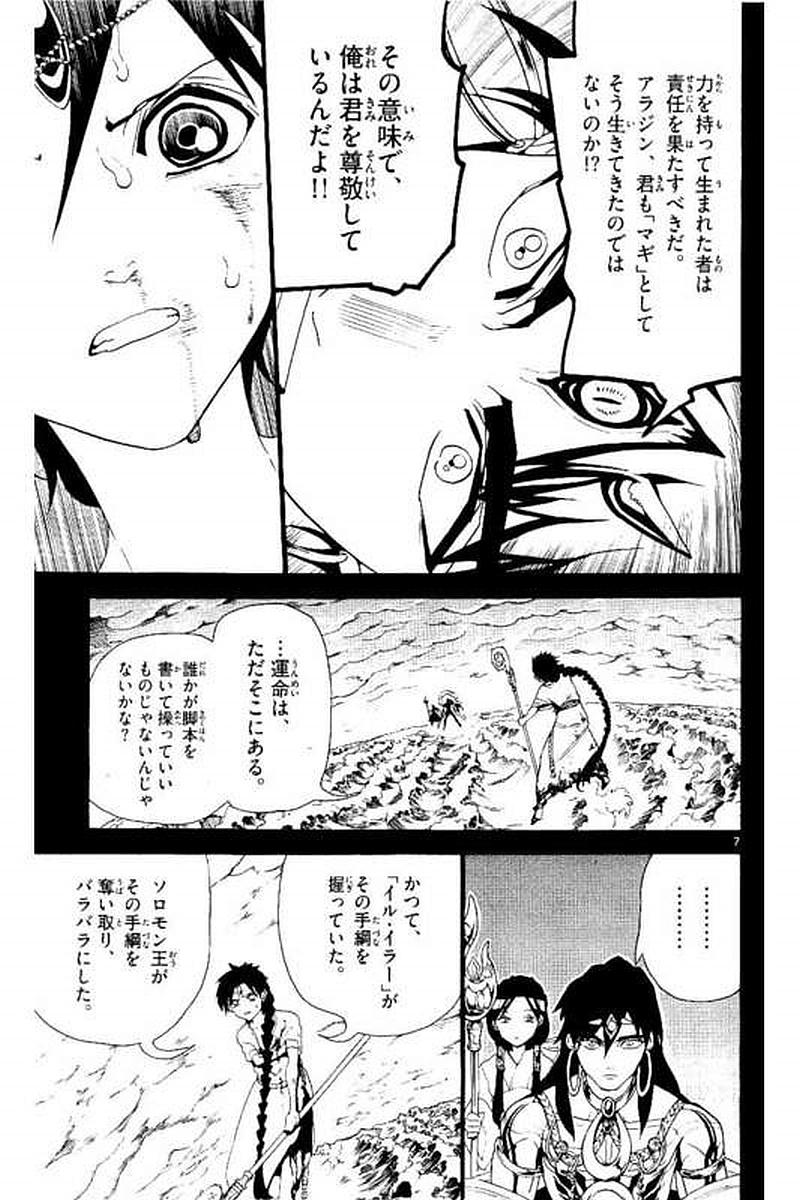 力を持って生まれた者は
責任を果たすべきだ。
アラジン、君も「マギ」として
そう生きてきたのでは
ないのか!?
その意味で、
俺は君を尊敬して
いるんだよ!!
…運命は、
ただそこにある。
誰かが脚本を
書いて操っていい
ものじゃないんじゃ
ないかな?
7
………
………
かつて、
「イル・イラー」が
その手綱を
握っていた。
ソロモン王が
その手綱を
奪い取り、
バラバラにした。